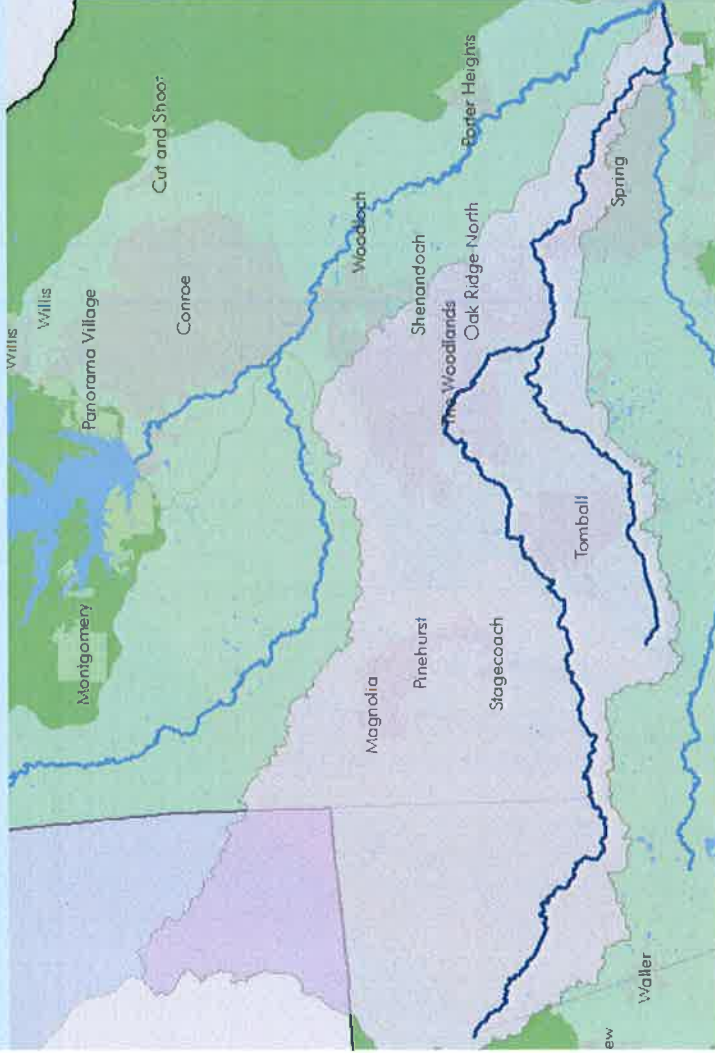 Willis
Willis
Panorama Village
Cut and Shoot
Conroe
Montgomery
Woodloch
Porter Heights
Shenandoah
Oak Ridge North
The Woodlands
Magnolia
Pinehurst
Stagecoach
Tomball
Spring
Waller
ew